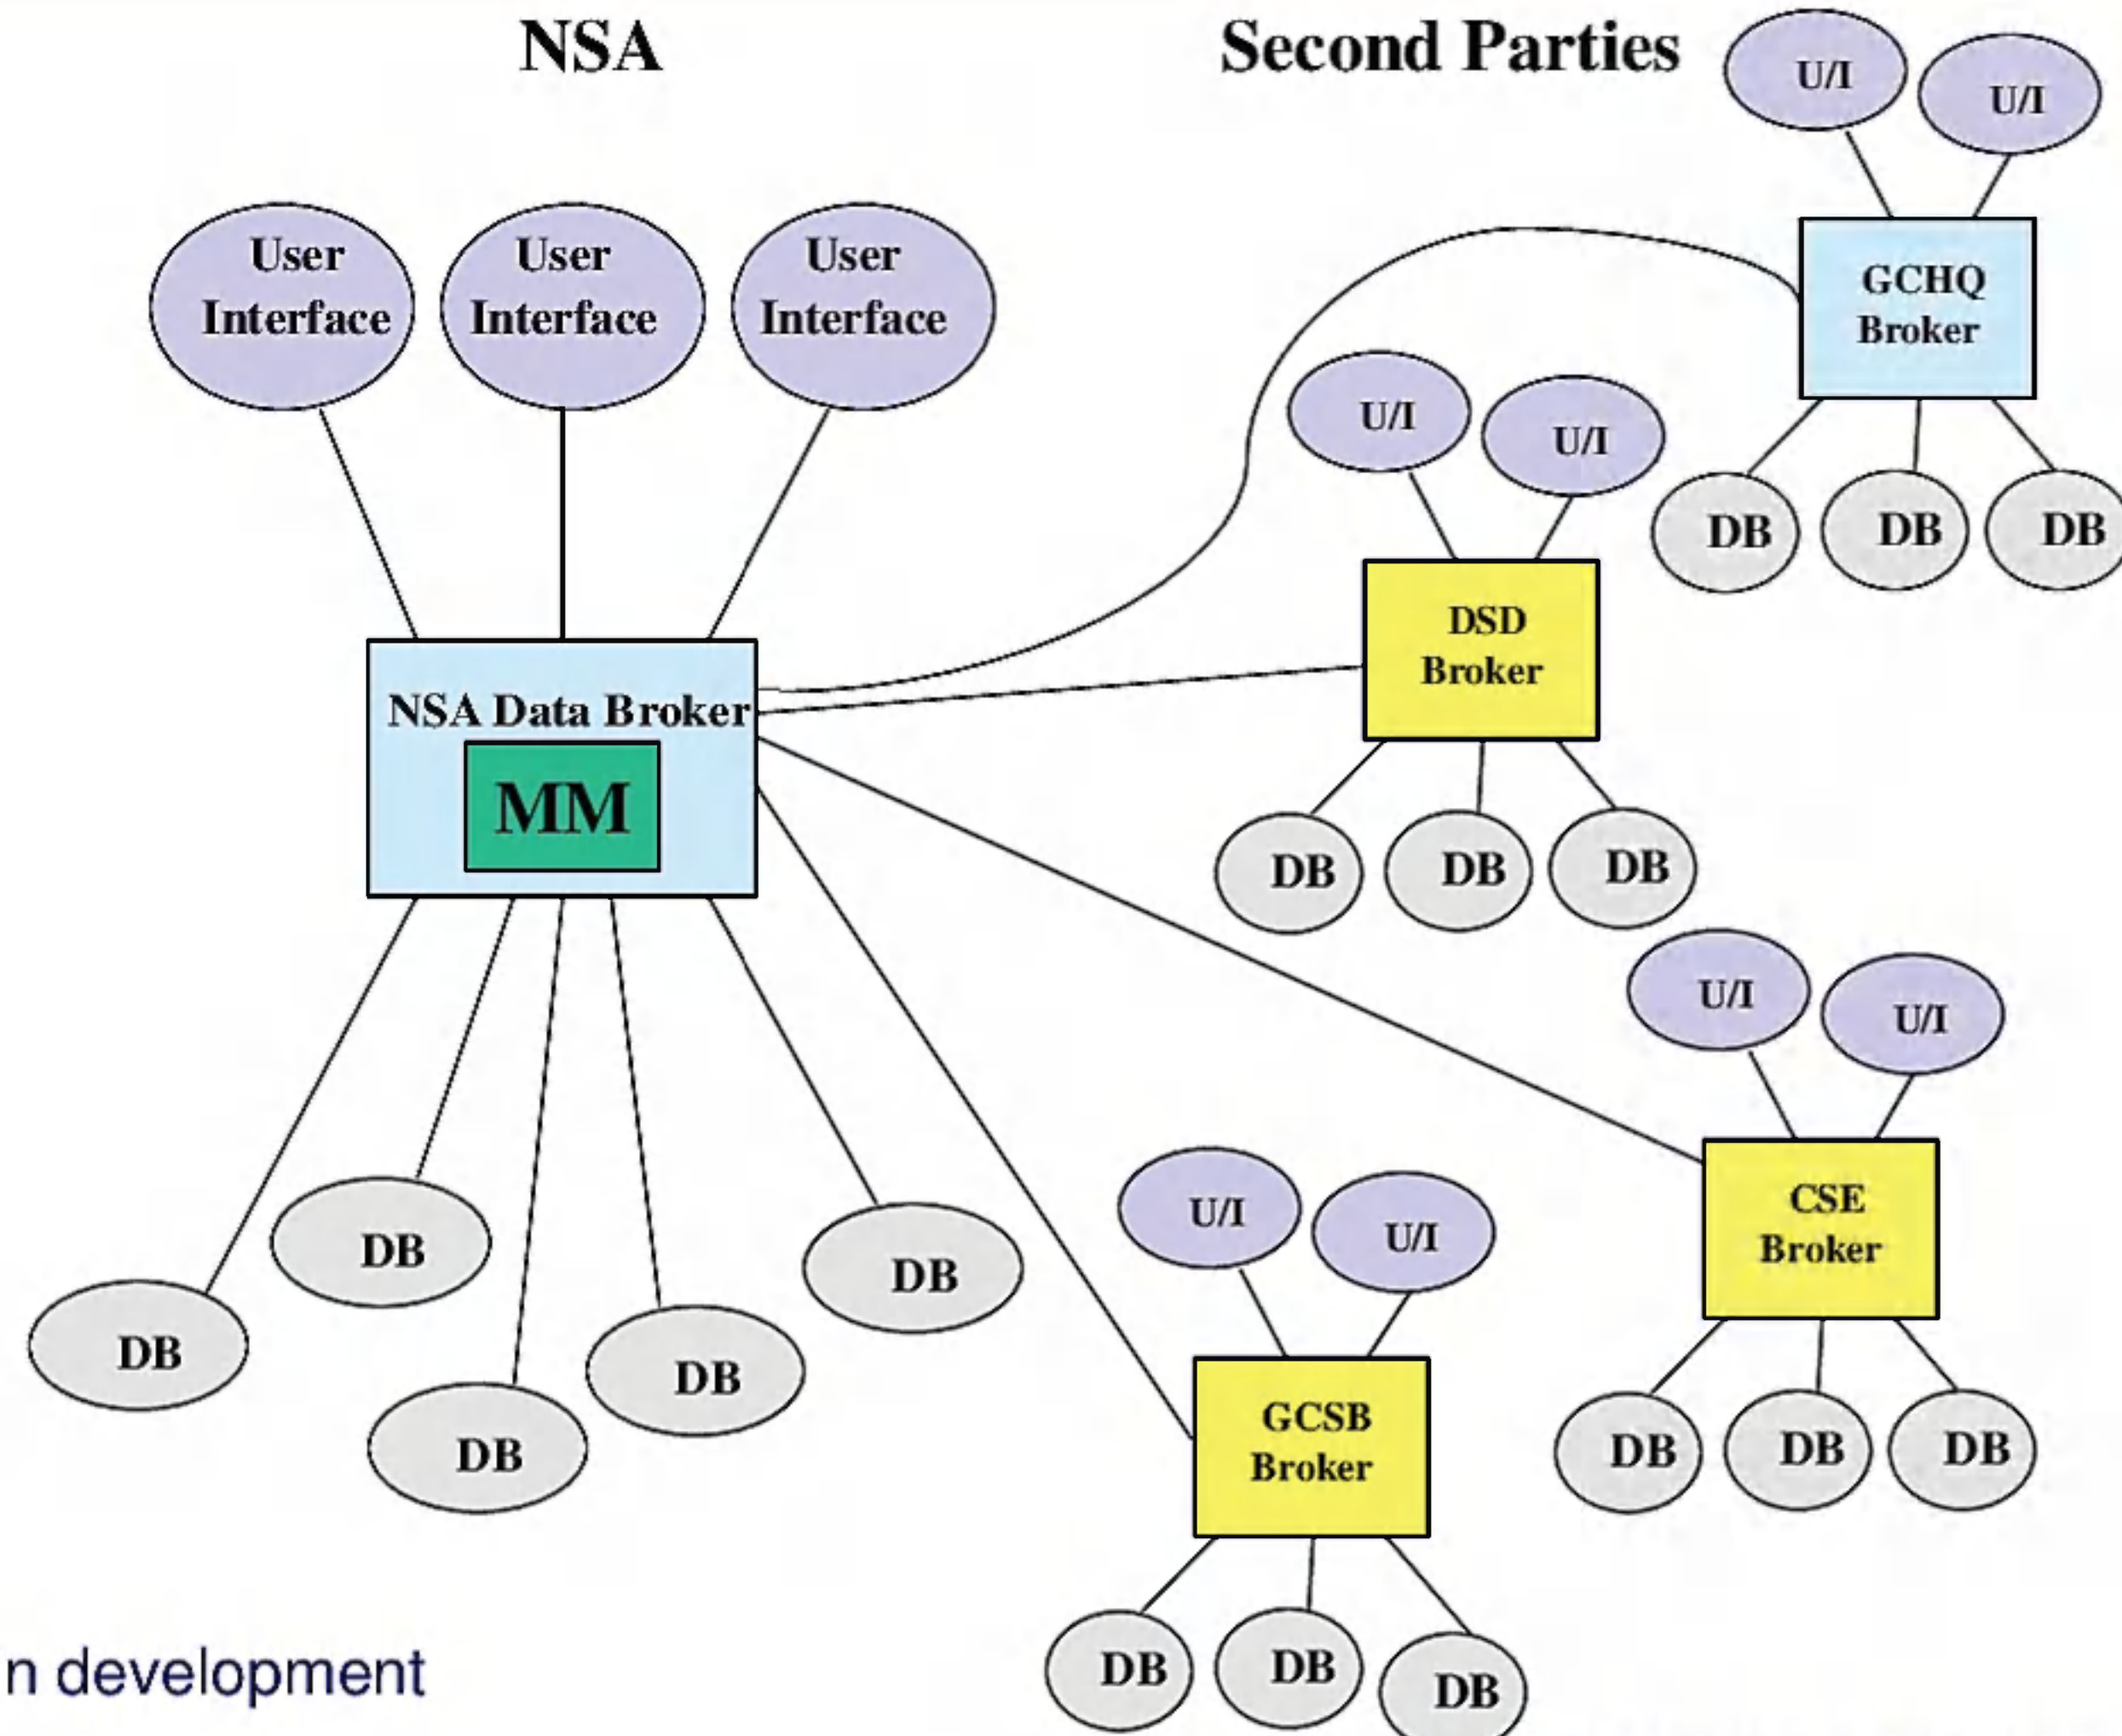 NSA
Second Parties
U/I
U/I
User
Interface
User
Interface
User
Interface
GCHQ
Broker
U/I
U/I
DB
DB
DB
DSD
Broker
NSA Data Broker
MM
DB
DB
DB
U/I
U/I
CSE
Broker
U/I
U/I
DB
DB
DB
DB
DB
GCSB
Broker
DB
DB
DB
DB
DB
DB
n development